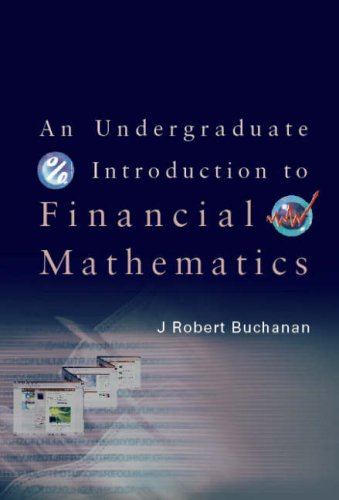 An Undergraduate
% Introduction to
Financial
Mathematics
J Robert Buchanan